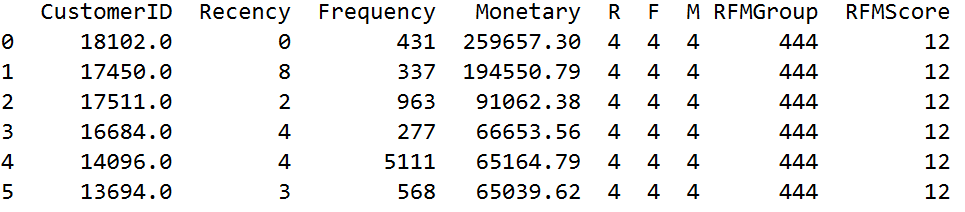 CustomerID Recency Frequency Monetary R F M RFMGroup RFMScore
0 18102.0 0 431 259657.30 4 4 4 444 12
1 17450.0 8 337 194550.79 4 4 4 444 12
2 17511.0 2 963 91062.38 4 4 4 444 12
3 16684.0 4 277 66653.56 4 4 4 444 12
4 14096.0 4 5111 65164.79 4 4 4 444 12
5 13694.0 3 568 65039.62 4 4 4 444 12